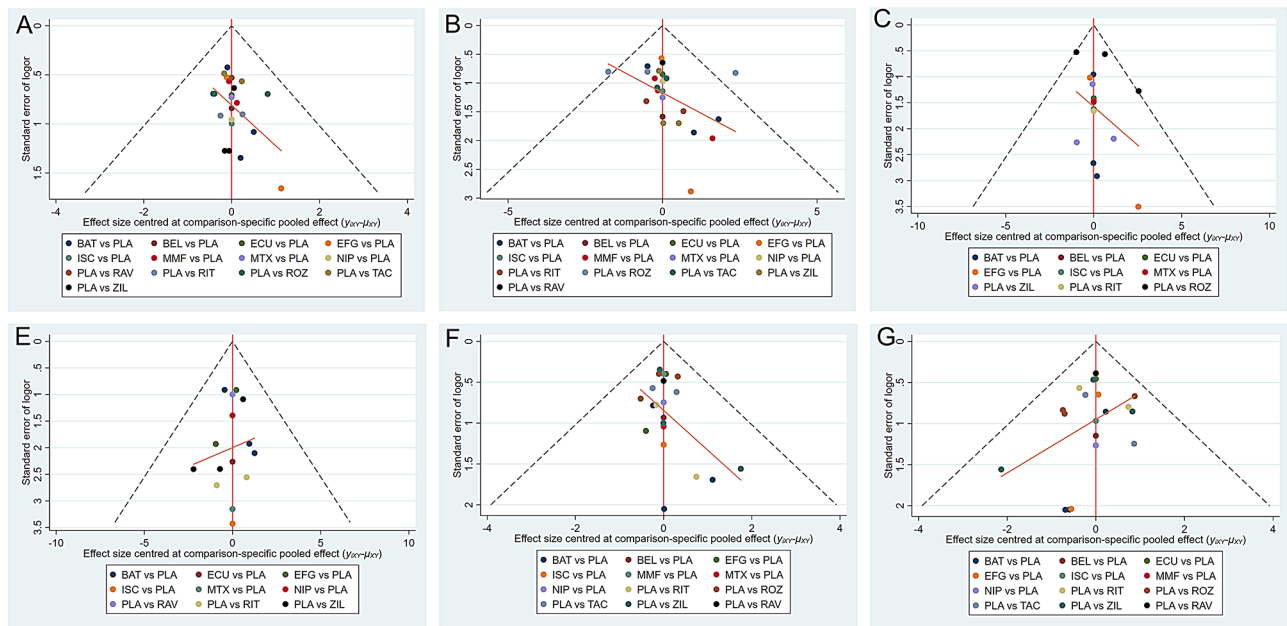 A
Standard error of logor
0
.5
1
1.5
-4 -2 0 2 4
Effect size centred at comparison-specific pooled effect (yiXY-μXY)
BAT vs PLA BEL vs PLA ECU vs PLA EFG vs PLA
ISC vs PLA MMF vs PLA MTX vs PLA NIP vs PLA
PLA vs RAV PLA vs RIT PLA vs ROZ PLA vs TAC
PLA vs ZIL
B
Standard error of logor
0
.5
1
1.5
2
2.5
3
-5 0 5
Effect size centred at comparison-specific pooled effect (yiXY-μXY)
BAT vs PLA BEL vs PLA ECU vs PLA EFG vs PLA
ISC vs PLA MMF vs PLA MTX vs PLA NIP vs PLA
PLA vs RIT PLA vs ROZ PLA vs TAC PLA vs ZIL
PLA vs RAV
C
Standard error of logor
0
.5
1
1.5
2
2.5
3
3.5
-10 -5 0 5 10
Effect size centred at comparison-specific pooled effect (yiXY-μXY)
BAT vs PLA BEL vs PLA ECU vs PLA
EFG vs PLA ISC vs PLA MTX vs PLA
PLA vs ZIL PLA vs RIT PLA vs ROZ
E
Standard error of logor
0
.5
1
1.5
2
2.5
3
3.5
-10 -5 0 5 10
Effect size centred at comparison-specific pooled effect (yiXY-μXY)
BAT vs PLA ECU vs PLA EFG vs PLA
ISC vs PLA MTX vs PLA NIP vs PLA
PLA vs RAV PLA vs RIT PLA vs ZIL
F
Standard error of logor
0
.5
1
1.5
2
-4 -2 0 2 4
Effect size centred at comparison-specific pooled effect (yiXY-μXY)
BAT vs PLA BEL vs PLA EFG vs PLA
ISC vs PLA MMF vs PLA MTX vs PLA
NIP vs PLA PLA vs RIT PLA vs ROZ
PLA vs TAC PLA vs ZIL PLA vs RAV
G
Standard error of logor
0
.5
1
1.5
2
-4 -2 0 2 4
Effect size centred at comparison-specific pooled effect (yiXY-μXY)
BAT vs PLA BEL vs PLA ECU vs PLA
EFG vs PLA ISC vs PLA MMF vs PLA
NIP vs PLA PLA vs RIT PLA vs ROZ
PLA vs TAC PLA vs ZIL PLA vs RAV